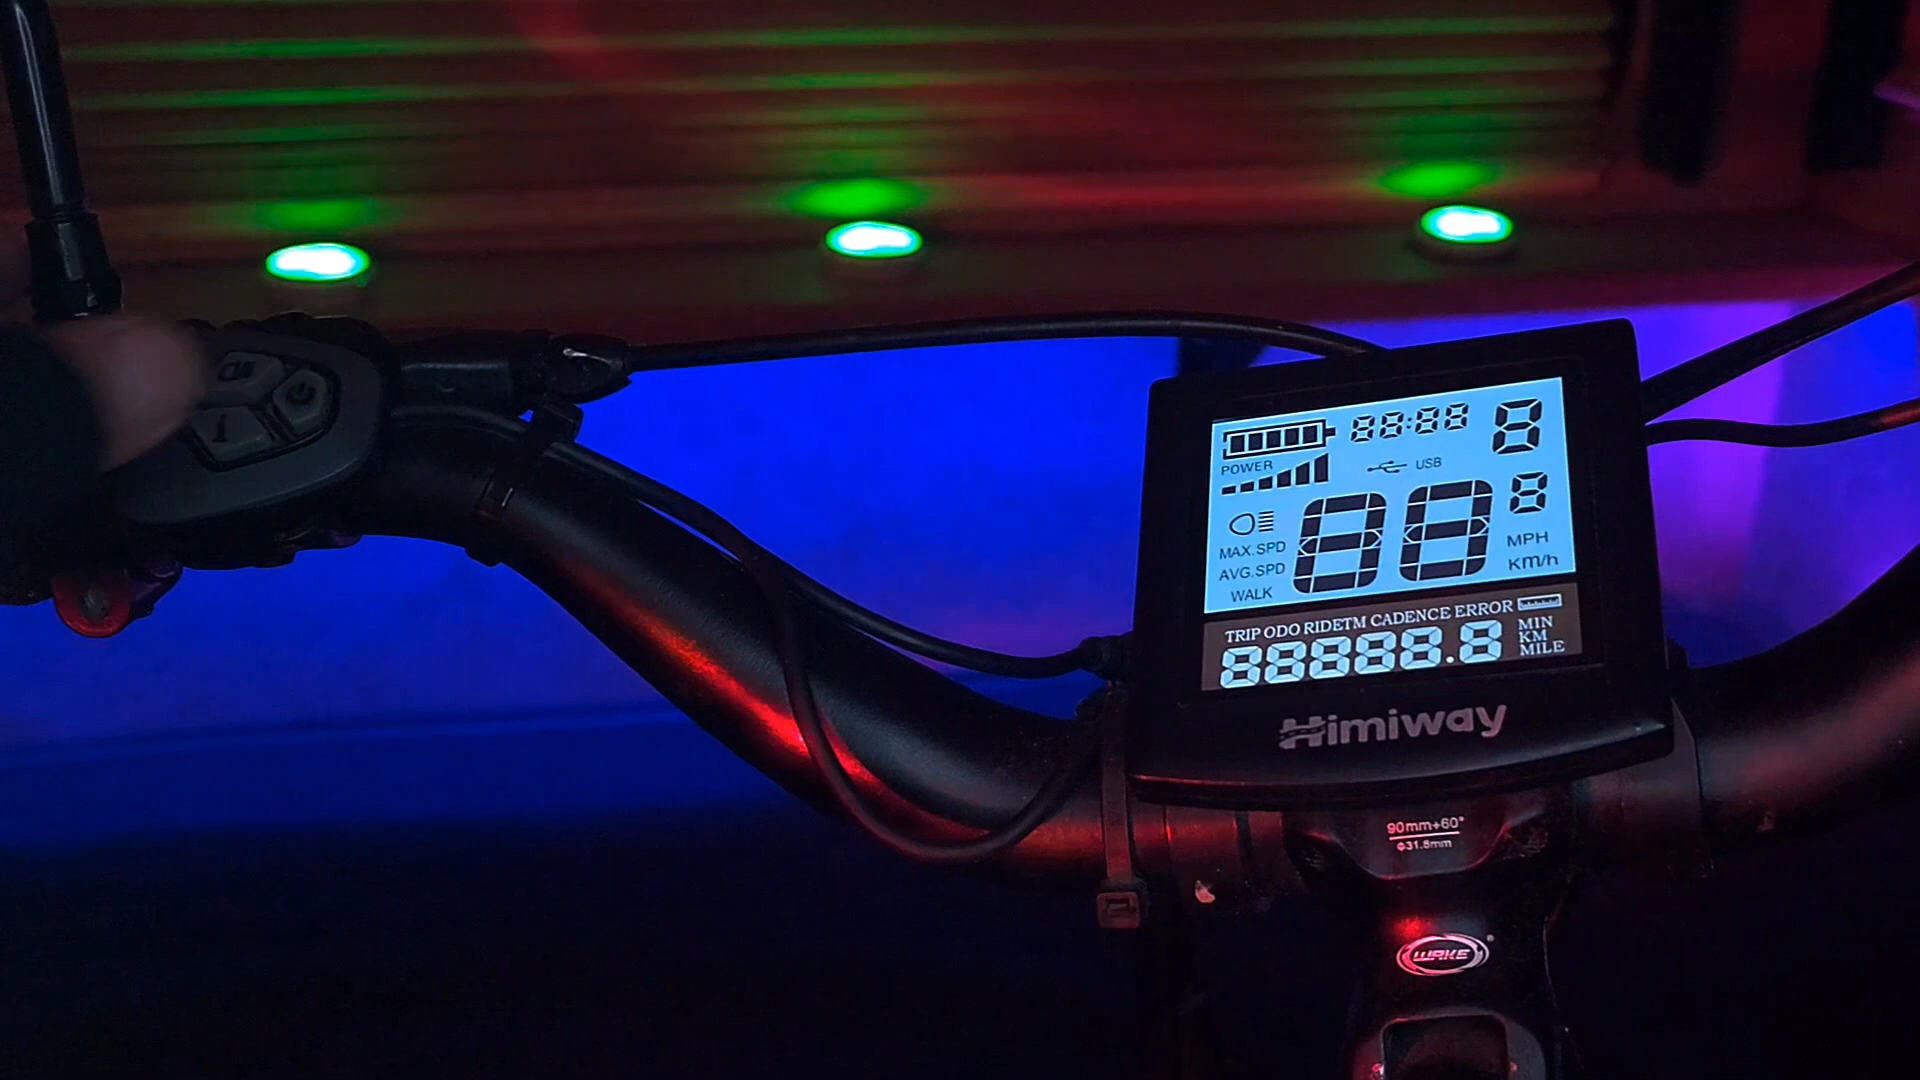 88:88 8
POWER
USB
8
88
MAX.SPD
MPH
AVG.SPD
KM/h
WALK
TRIP ODO RIDETM CADENCE ERROR
MIN
88888.8
KM
MILE
Himiway
90mm+60°
Φ31.8mm
WAKE®
i